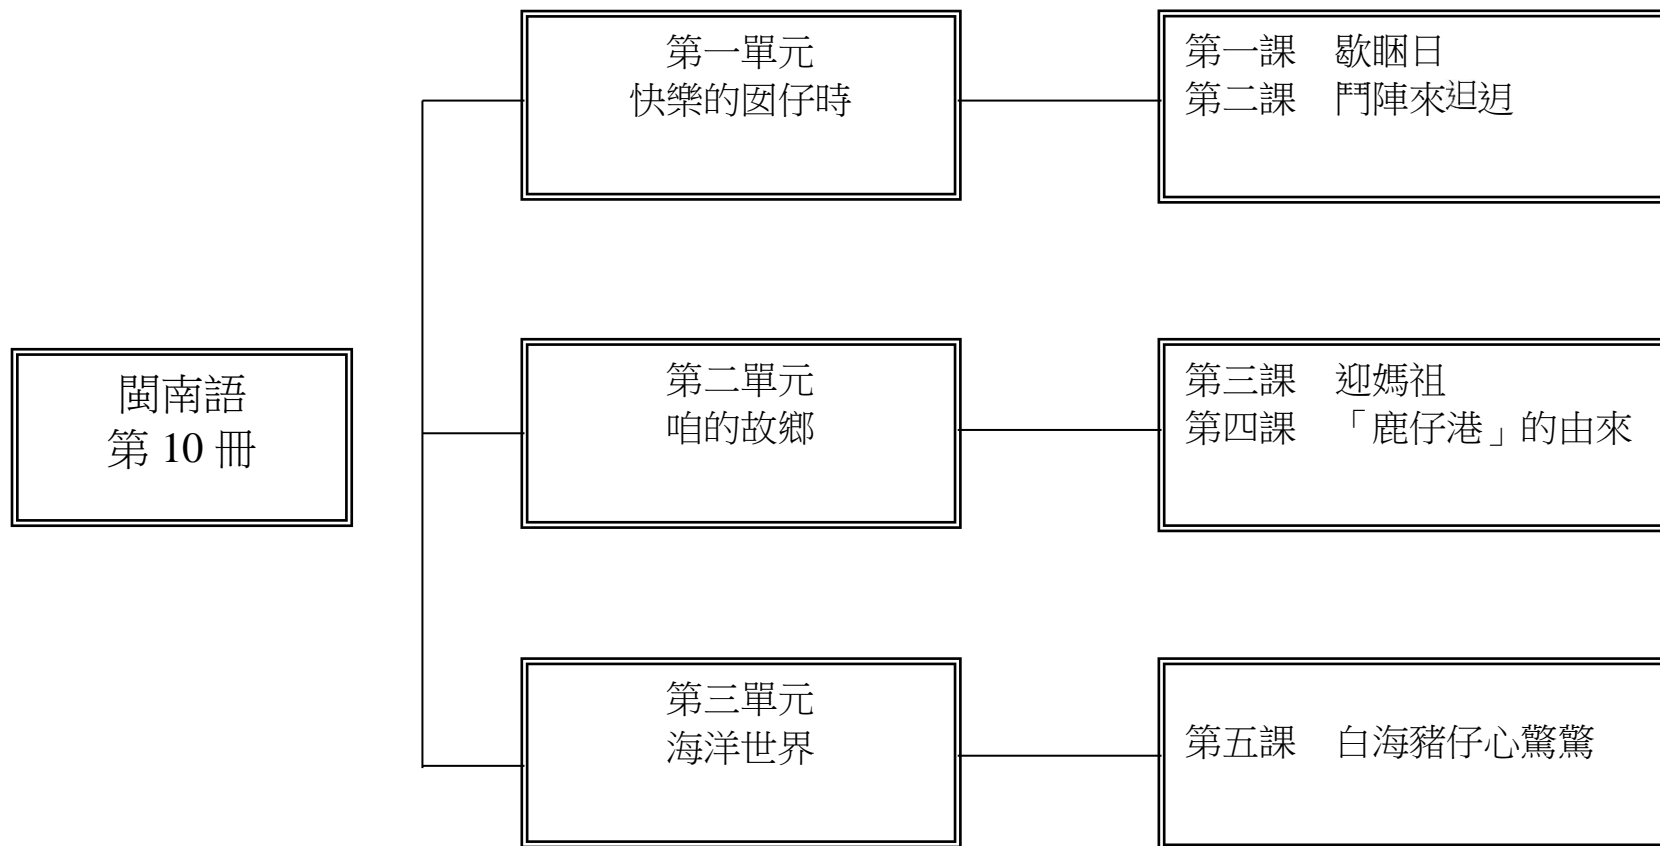 閩南語
第 10 冊
第一單元
快樂的囡仔時
第一課　歇睏日
第二課　鬥陣來𨑨迌
第二單元
咱的故鄉
第三課　迎媽祖
第四課　「鹿仔港」的由來
第三單元
海洋世界
第五課　白海豬仔心驚驚